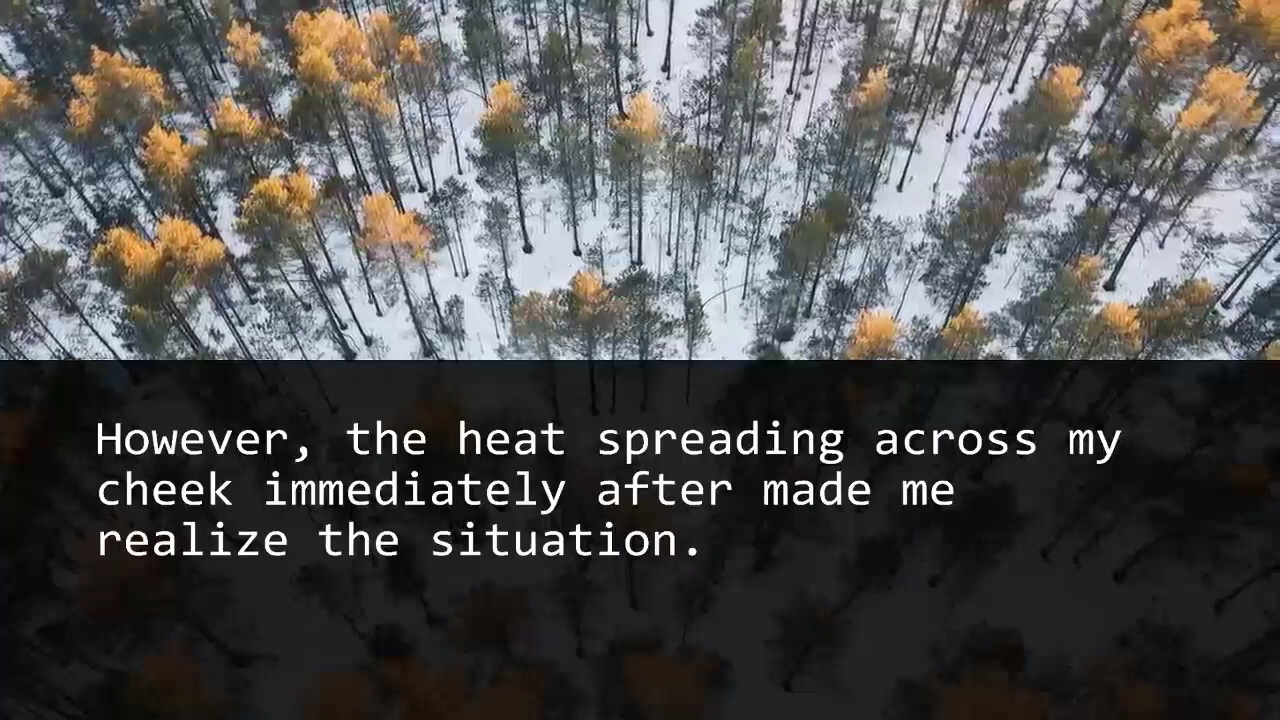 However, the heat spreading across my
cheek immediately after made me
realize the situation.